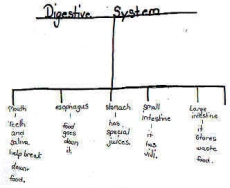 Digestive System
Mouth
Teeth
and
saliva
help break
down
food.
esophagus
food
goes
down
it
stomach
has
special
juices.
small
intestine
it
has
villi.
Large
intestine
it
stores
waste
food.